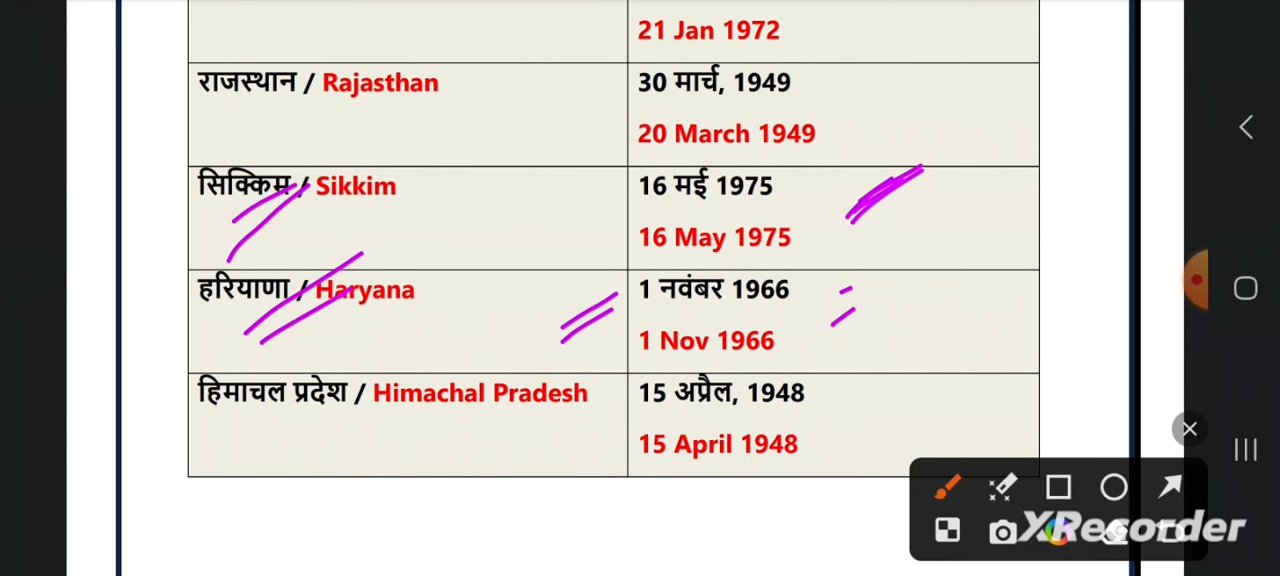 21 Jan 1972
राजस्थान / Rajasthan
30 मार्च, 1949
20 March 1949
सिक्किम / Sikkim
16 मई 1975
16 May 1975
हरियाणा / Haryana
1 नवंबर 1966
1 Nov 1966
हिमाचल प्रदेश / Himachal Pradesh
15 अप्रैल, 1948
15 April 1948
XRecorder